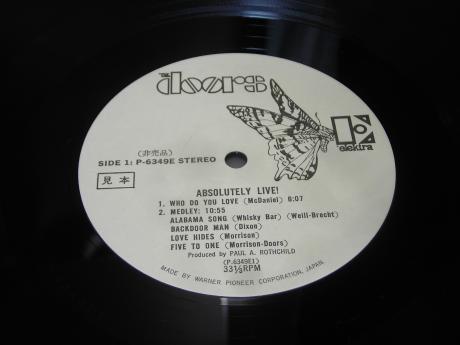 the doors
elektra
(非売品)
SIDE 1: P-6349E STEREO
見本
ABSOLUTELY LIVE!
1. WHO DO YOU LOVE (McDaniel) 6:07
2. MEDLEY: 10:55
ALABAMA SONG (Whisky Bar) (Weill-Brecht)
BACKDOOR MAN (Dixon)
LOVE HIDES (Morrison)
FIVE TO ONE (Morrison-Doors)
Produced by PAUL A. ROTHCHILD
(P-6349E1)
33⅓RPM
MADE BY WARNER PIONEER CORPORATION, JAPAN.